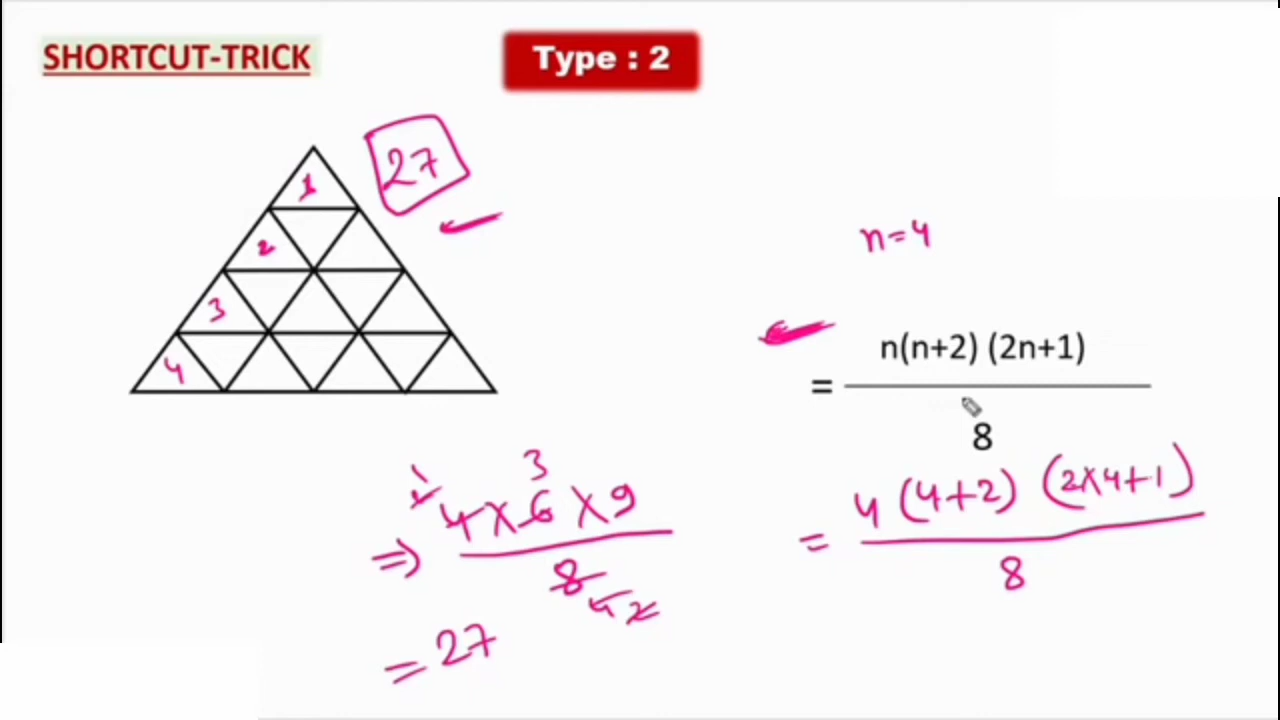 SHORTCUT-TRICK
Type : 2
27
1
2
3
4
n=4
n(n+2) (2n+1)
=
8
= 4 (4+2) (2×4+1)
8
1 3
⇒ 4×6×9
8
2
= 27